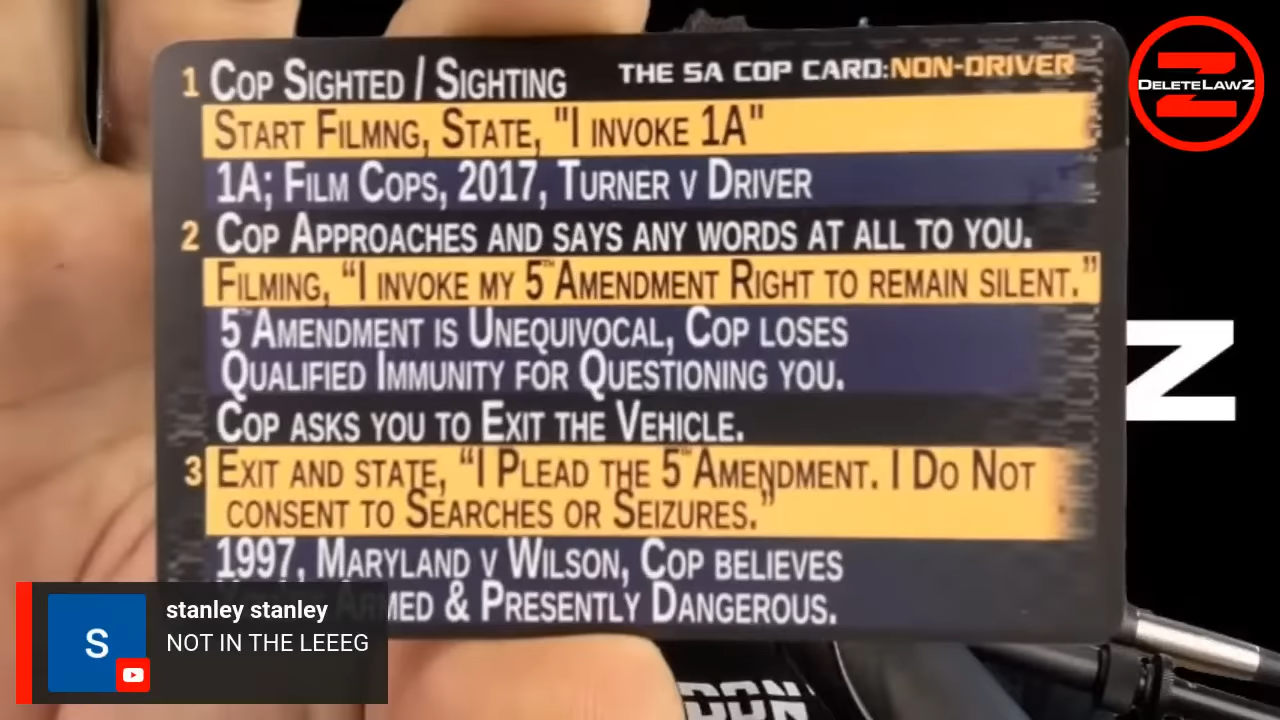 1 COP SIGHTED / SIGHTING
THE 5A COP CARD:NON-DRIVER
START FILMNG, STATE, "I INVOKE 1A"
1A; FILM COPS, 2017, TURNER V DRIVER
2 COP APPROACHES AND SAYS ANY WORDS AT ALL TO YOU.
FILMING, “I INVOKE MY 5TH AMENDMENT RIGHT TO REMAIN SILENT.”
5TH AMENDMENT IS UNEQUIVOCAL, COP LOSES
QUALIFIED IMMUNITY FOR QUESTIONING YOU.
COP ASKS YOU TO EXIT THE VEHICLE.
3 EXIT AND STATE, “I PLEAD THE 5TH AMENDMENT. I DO NOT
CONSENT TO SEARCHES OR SEIZURES.”
1997, MARYLAND V WILSON, COP BELIEVES
ARMED & PRESENTLY DANGEROUS.
DELETELAWZ
Z
stanley stanley
NOT IN THE LEEEG
S